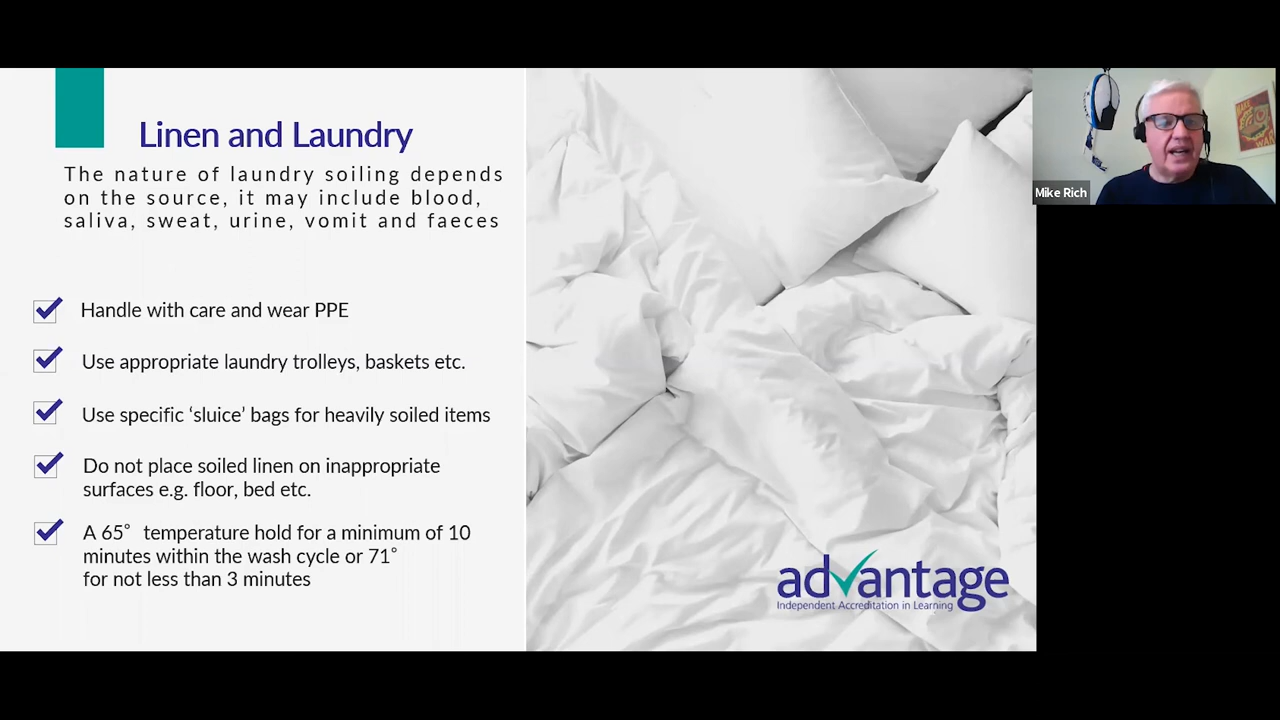 Linen and Laundry
The nature of laundry soiling depends
on the source, it may include blood,
saliva, sweat, urine, vomit and faeces
Handle with care and wear PPE
Use appropriate laundry trolleys, baskets etc.
Use specific ‘sluice’ bags for heavily soiled items
Do not place soiled linen on inappropriate
surfaces e.g. floor, bed etc.
A 65° temperature hold for a minimum of 10
minutes within the wash cycle or 71°
for not less than 3 minutes
advantage
Independent Accreditation in Learning
Mike Rich
MAKE
WAR